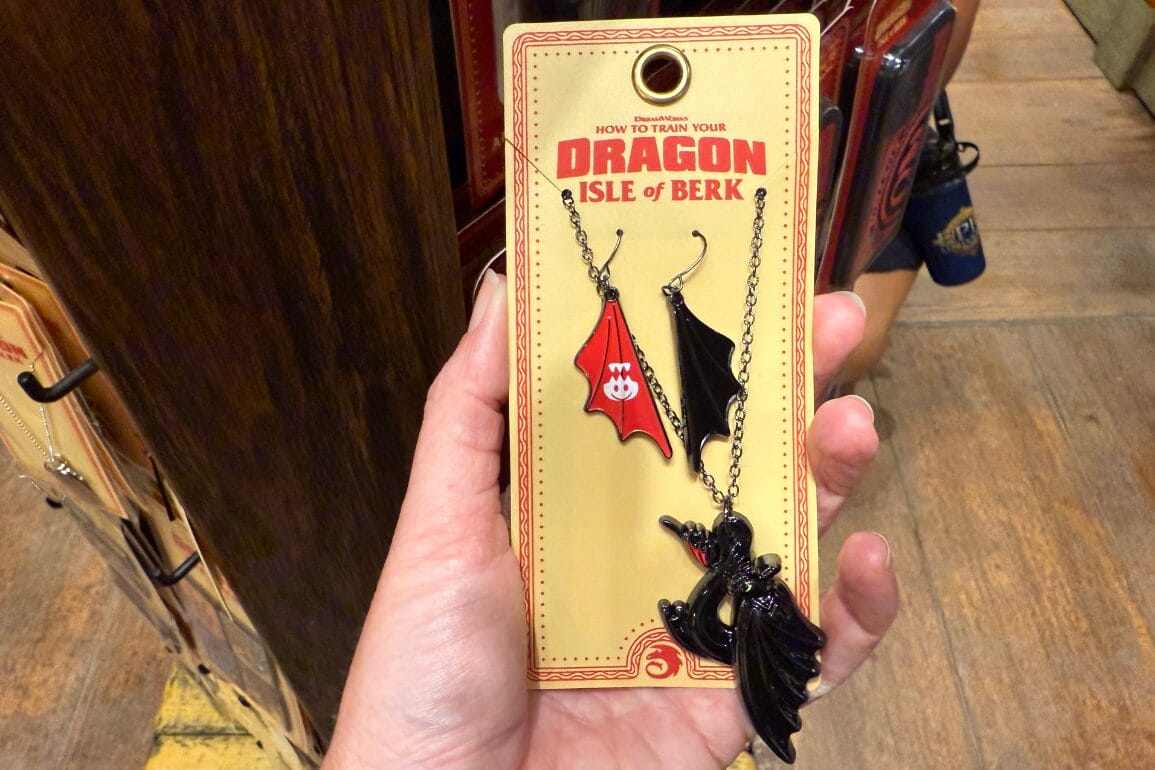 DREAMWORKS
HOW TO TRAIN YOUR
DRAGON
ISLE of BERK